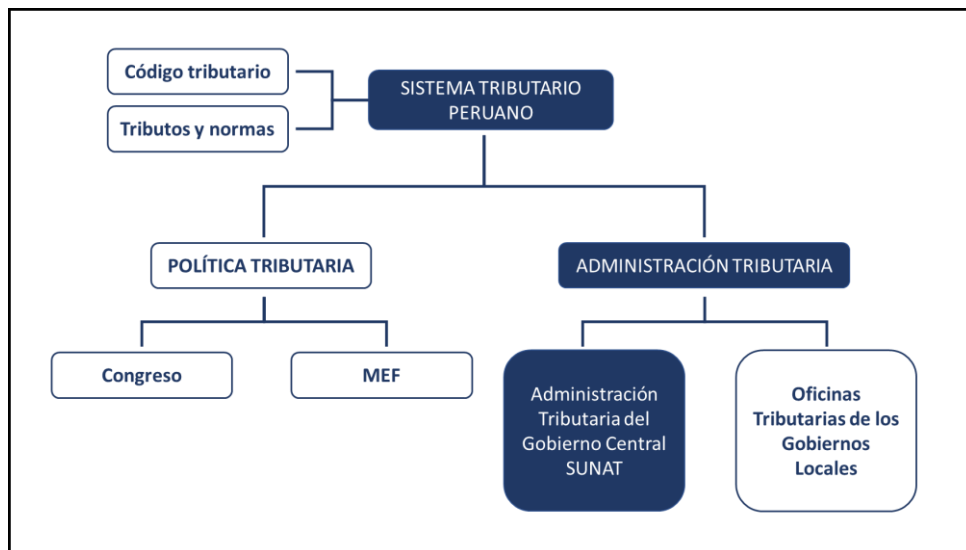 Código tributario
SISTEMA TRIBUTARIO
PERUANO
Tributos y normas
POLÍTICA TRIBUTARIA
ADMINISTRACIÓN TRIBUTARIA
Congreso
MEF
Administración
Tributaria del
Gobierno Central
SUNAT
Oficinas
Tributarias de los
Gobiernos
Locales